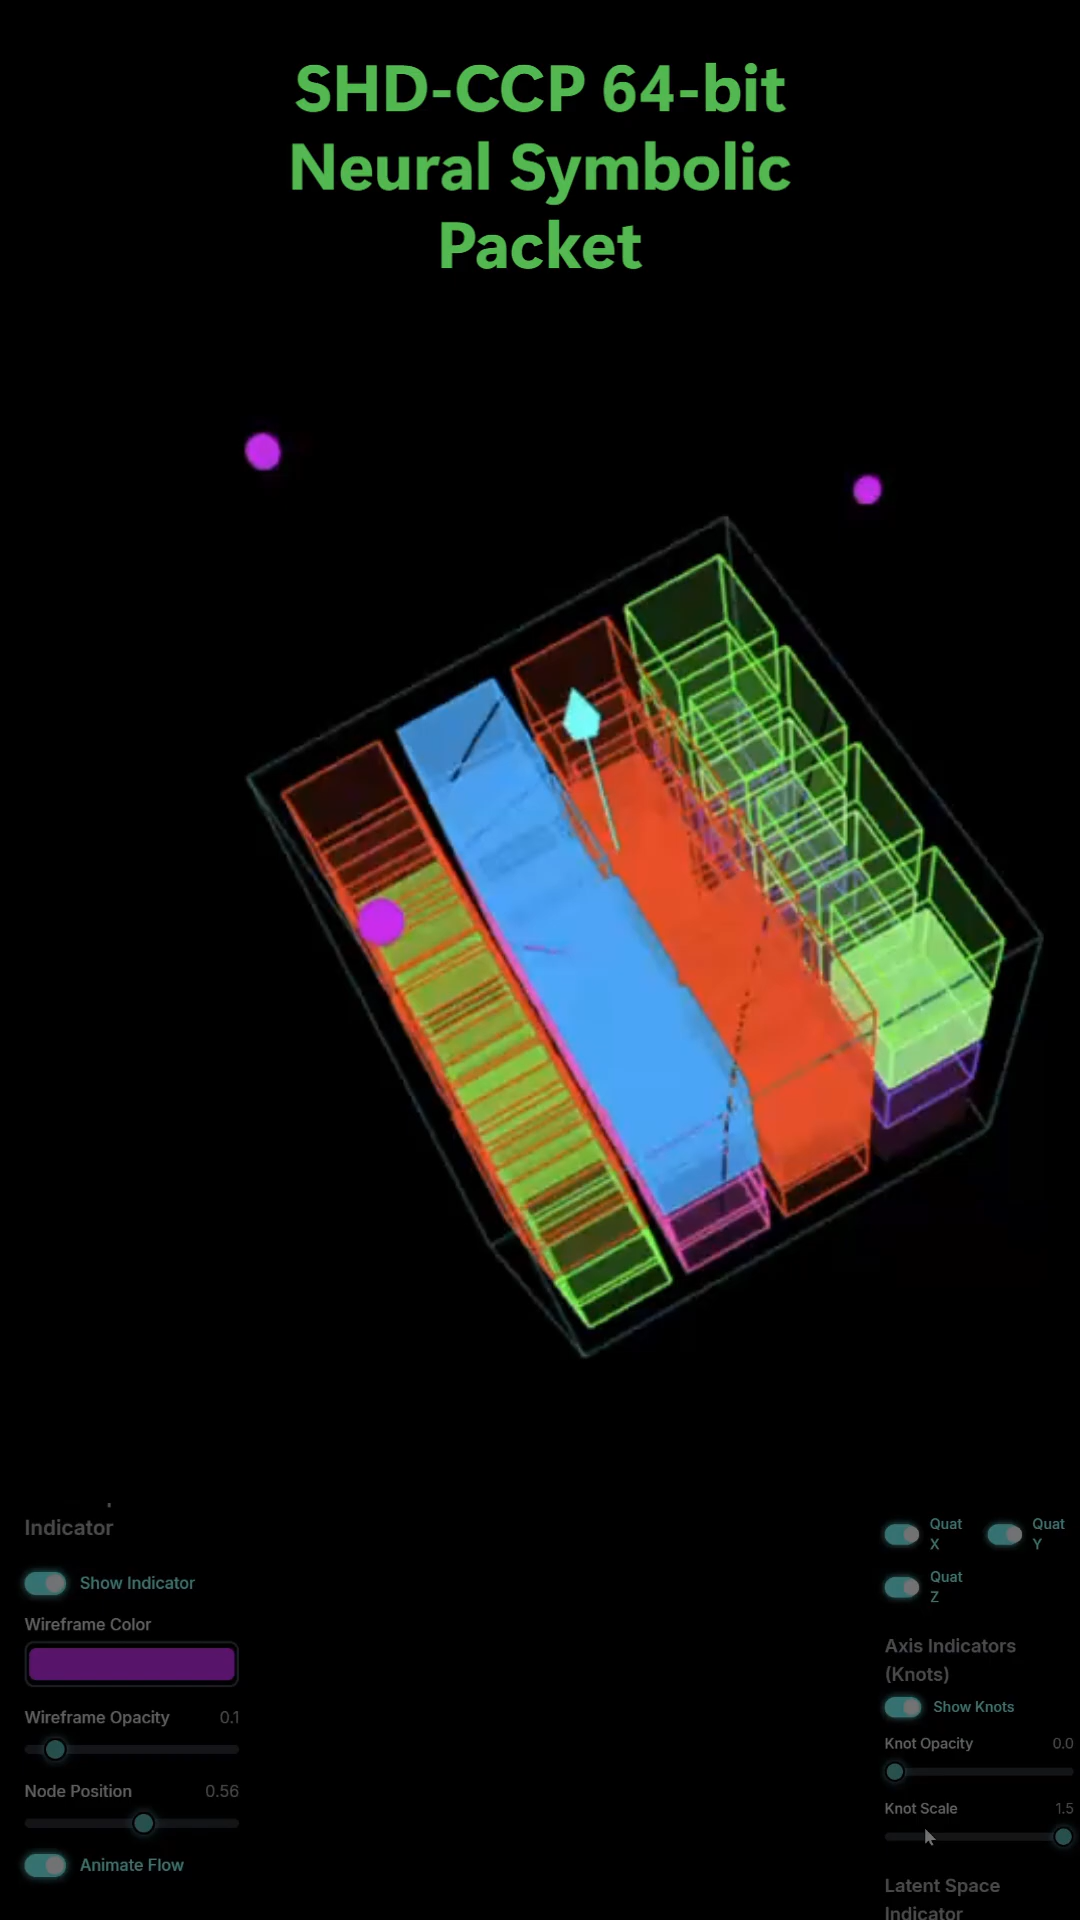 SHD-CCP 64-bit
Neural Symbolic
Packet
Indicator
Show Indicator
Wireframe Color
Wireframe Opacity 0.1
Node Position 0.56
Animate Flow
Quat X
Quat Y
Quat Z
Axis Indicators
(Knots)
Show Knots
Knot Opacity 0.0
Knot Scale 1.5
Latent Space
Indicator